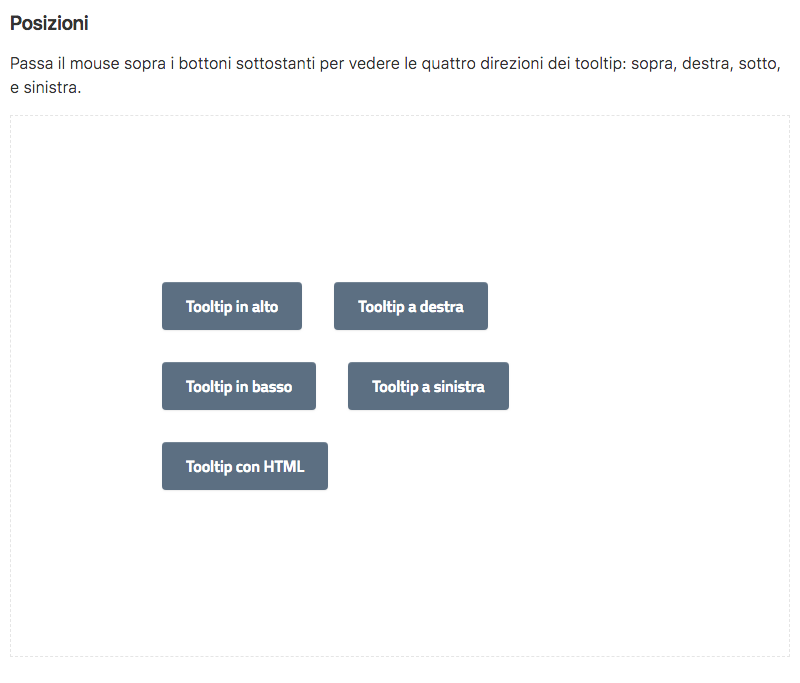 Posizioni
Passa il mouse sopra i bottoni sottostanti per vedere le quattro direzioni dei tooltip: sopra, destra, sotto,
e sinistra.
Tooltip in alto
Tooltip a destra
Tooltip in basso
Tooltip a sinistra
Tooltip con HTML